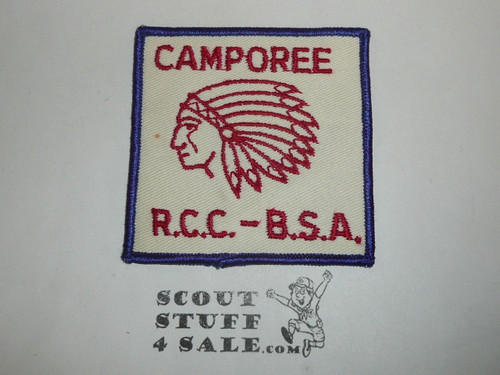 CAMPOREE
R.C.C. - B.S.A.
SCOUT
STUFF
4 SALE.COM